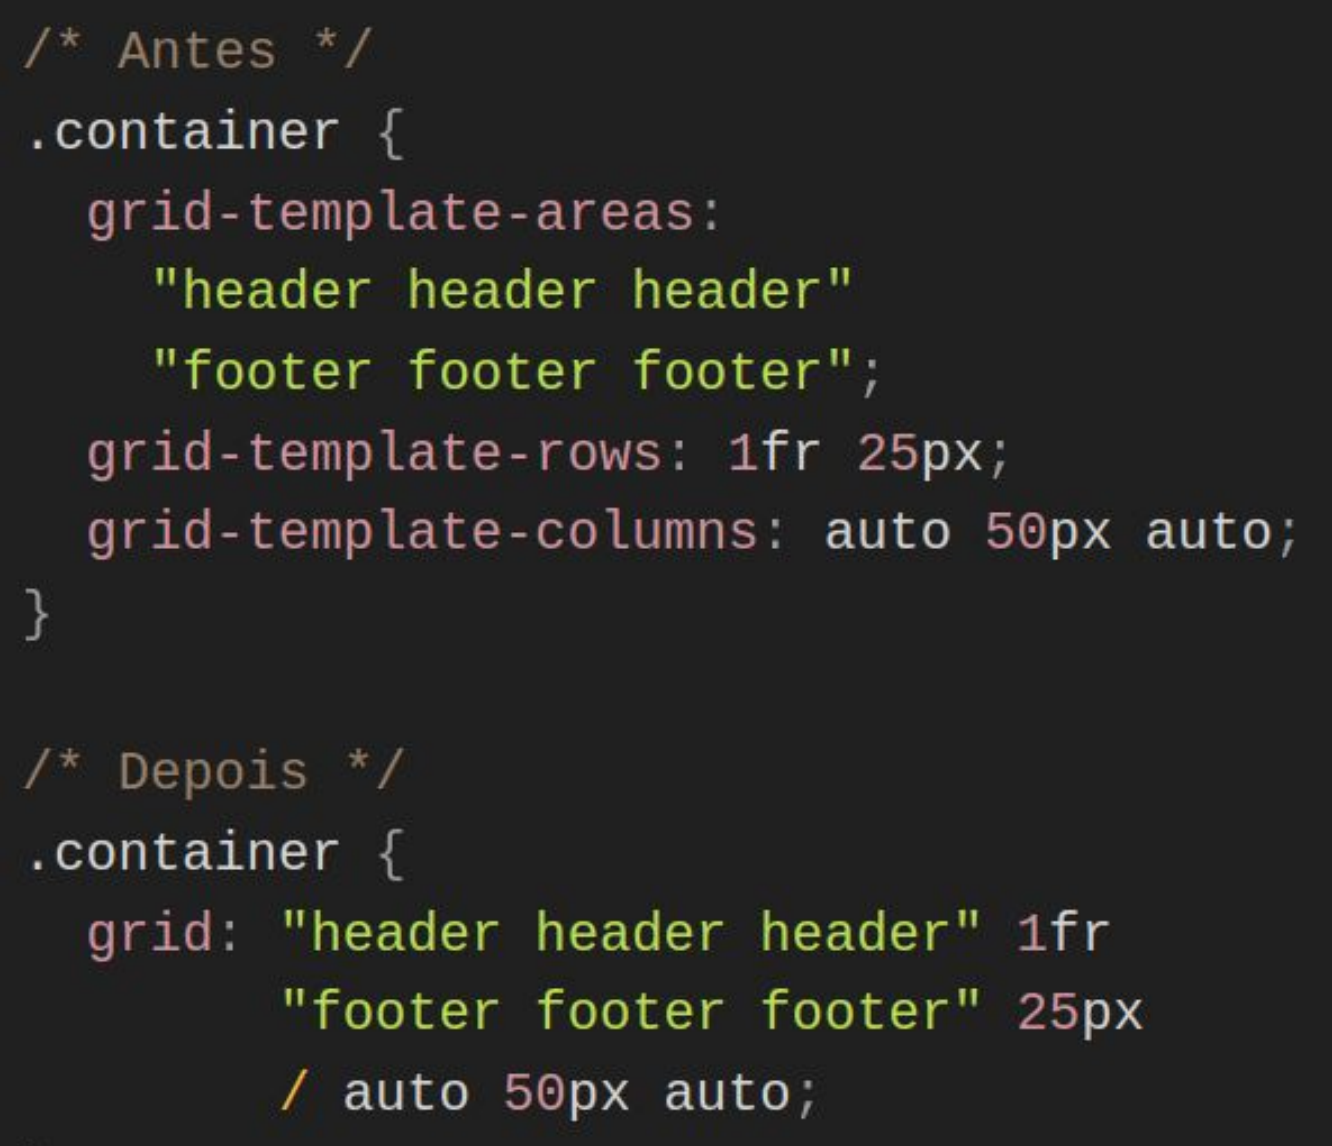 /* Antes */
.container {
  grid-template-areas:
    "header header header"
    "footer footer footer";
  grid-template-rows: 1fr 25px;
  grid-template-columns: auto 50px auto;
}

/* Depois */
.container {
  grid: "header header header" 1fr
        "footer footer footer" 25px
        / auto 50px auto;